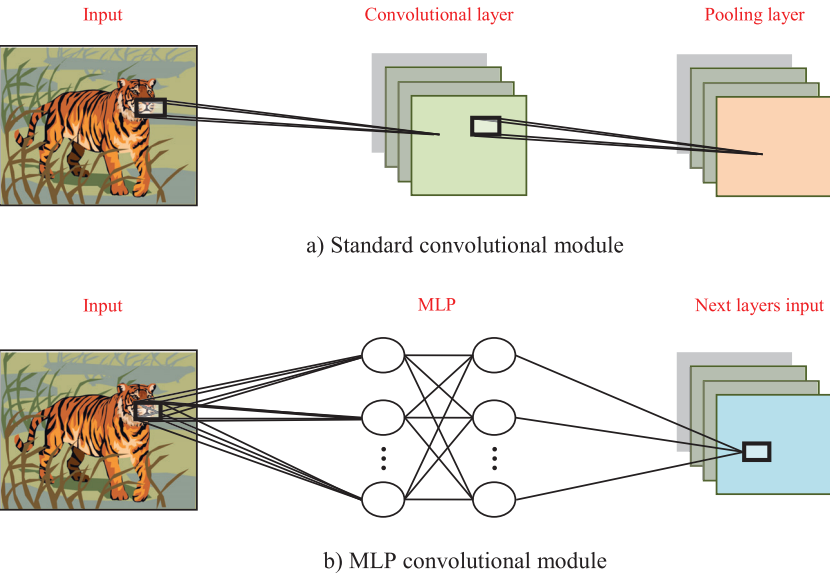 Input
Convolutional layer
Pooling layer
a) Standard convolutional module
Input
MLP
Next layers input
b) MLP convolutional module